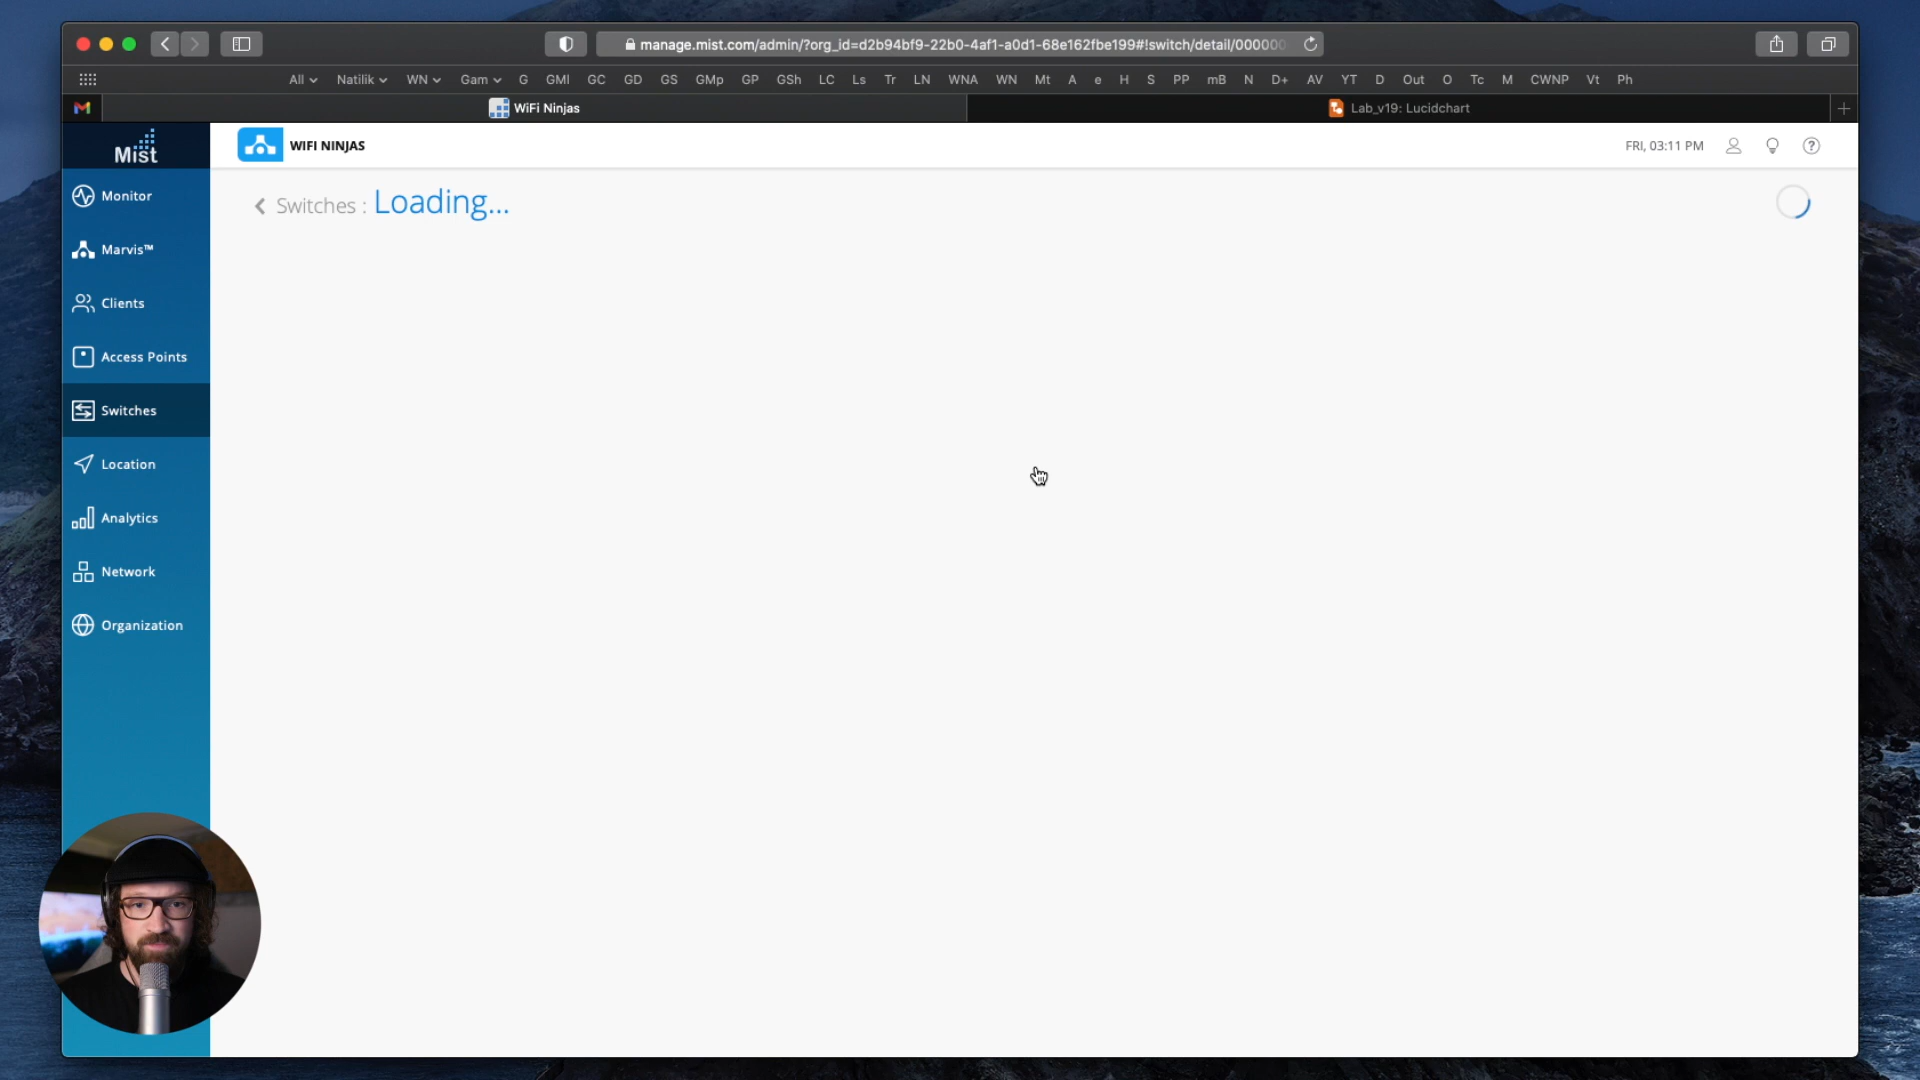 manage.mist.com/admin/?org_id=d2b94bf9-22b0-4af1-a0d1-68e162fbe199#!switch/detail/000000
All Natilik WN Gam G GMI GC GD GS GMp GP GSh LC Ls Tr LN WNA WN Mt A e H S PP mB N D+ AV YT D Out O Tc M CWNP Vt Ph
WiFi Ninjas
Lab_v19: Lucidchart
Mist
WIFI NINJAS
FRI, 03:11 PM
Switches : Loading...
Monitor
Marvis™
Clients
Access Points
Switches
Location
Analytics
Network
Organization